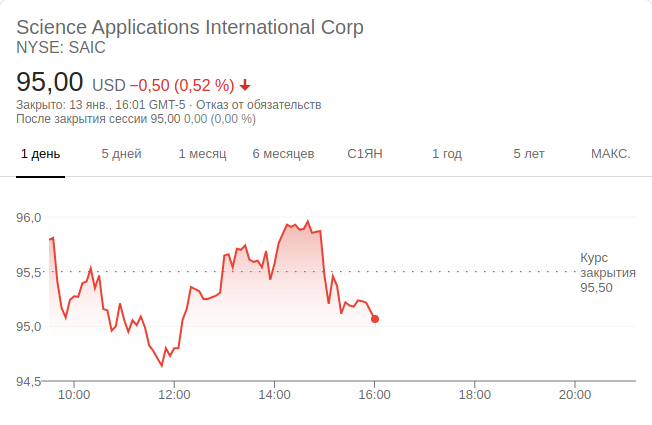 Science Applications International Corp
NYSE: SAIC
95,00 USD −0,50 (0,52 %)
Закрыто: 13 янв., 16:01 GMT-5 · Отказ от обязательств
После закрытия сессии 95,00 0,00 (0,00 %)
1 день 5 дней 1 месяц 6 месяцев С1ЯН 1 год 5 лет МАКС.
96,0
95,5
95,0
94,5
Курс
закрытия
95,50
10:00 12:00 14:00 16:00 18:00 20:00